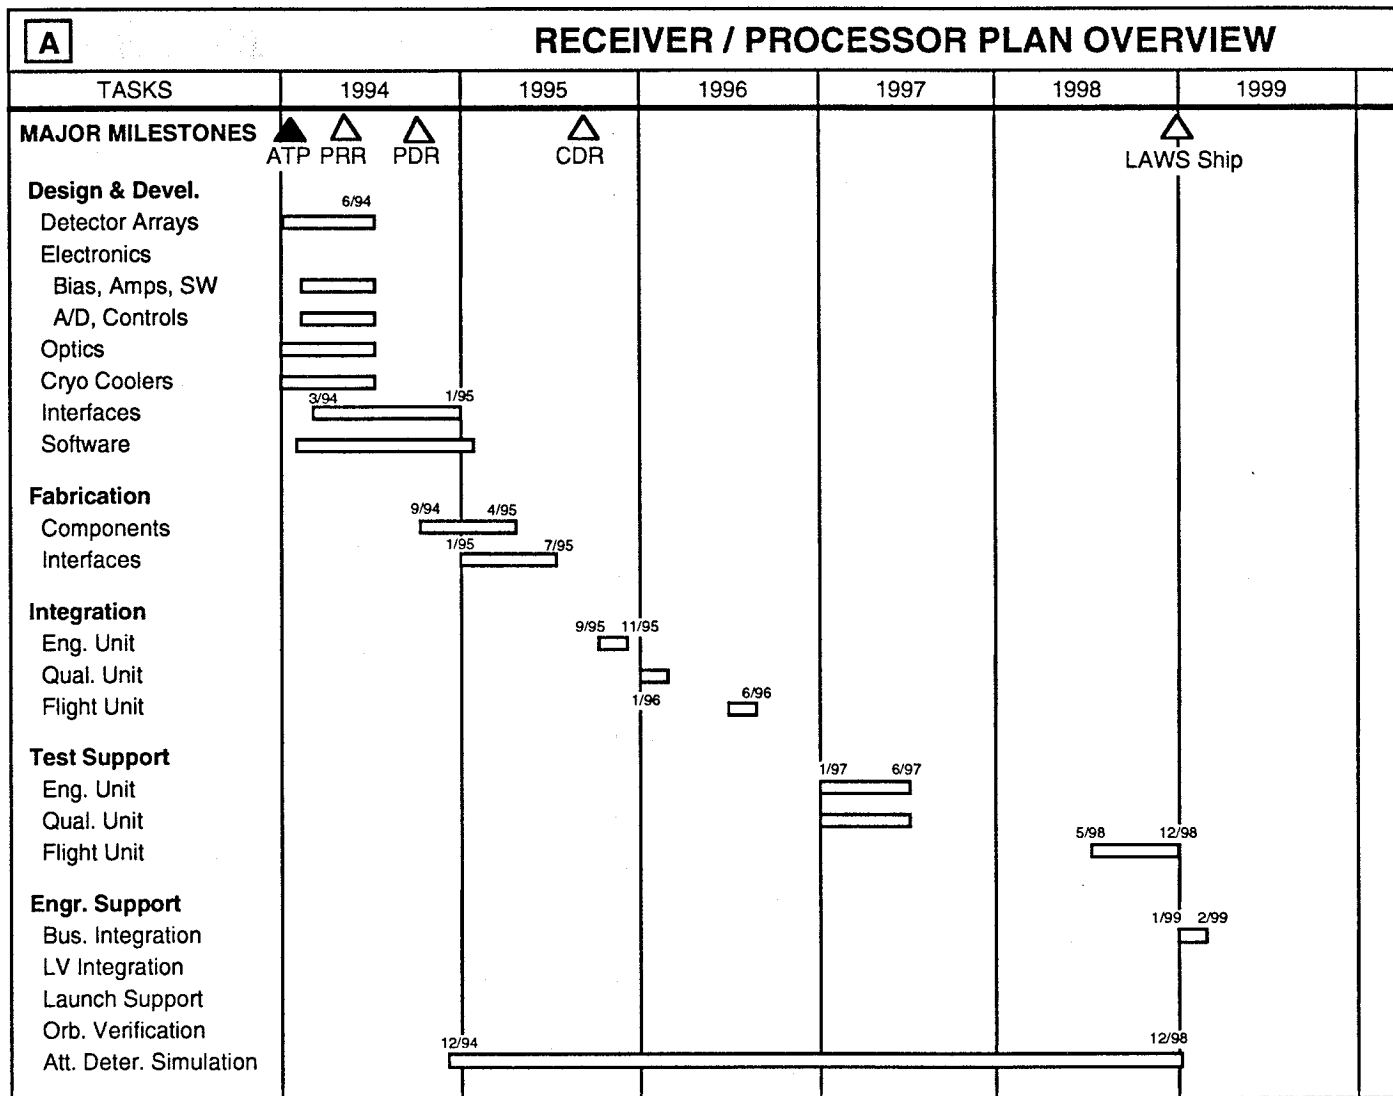 A
RECEIVER / PROCESSOR PLAN OVERVIEW
TASKS 1994 1995 1996 1997 1998 1999
MAJOR MILESTONES
ATP PRR PDR CDR LAWS Ship
Design & Devel.
6/94
Detector Arrays
Electronics
Bias, Amps, SW
A/D, Controls
Optics
Cryo Coolers
3/94 1/95
Interfaces
Software
Fabrication
9/94 4/95
Components
1/95 7/95
Interfaces
Integration
9/95 11/95
Eng. Unit
Qual. Unit
1/96 6/96
Flight Unit
Test Support
1/97 6/97
Eng. Unit
Qual. Unit
5/98 12/98
Flight Unit
Engr. Support
1/99 2/99
Bus. Integration
LV Integration
Launch Support
Orb. Verification
12/94 12/98
Att. Deter. Simulation